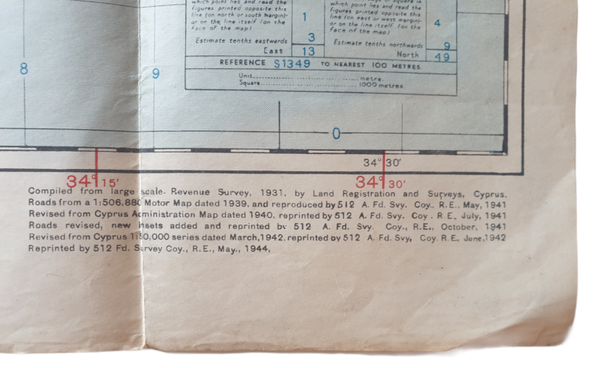 which point lies and read the
figures printed opposite this
line (on north or south margin)
or on the line itself (on the
face of the map)
1
Estimate tenths eastwards
3
East
13
which point lies and read the
figures printed opposite this
line (on east or west margin)
or on the line itself (on the
face of the map)
4
Estimate tenths northwards
9
North
49
REFERENCE S1349 TO NEAREST 100 METRES.
Unit metre.
Square 1000 metres
8
9
0
34° 30'
34° 15'
34° 30'
Compiled from large scale Revenue Survey, 1931, by Land Registration and Surveys, Cyprus.
Roads from a 1:506,880 Motor Map dated 1939, and reproduced by 512 A. Fd. Svy. Coy., R.E., May, 1941
Revised from Cyprus Administration Map dated 1940, reprinted by 512 A. Fd. Svy. Coy. R.E, July, 1941
Roads revised, new insets added and reprinted by 512 A. Fd. Svy. Coy., R.E., October, 1941
Revised from Cyprus series dated March, 1942, reprinted by 512 A. Fd. Svy. Coy. R.E, June, 1942
Reprinted by 512 Fd. Survey Coy., R.E., May., 1944,